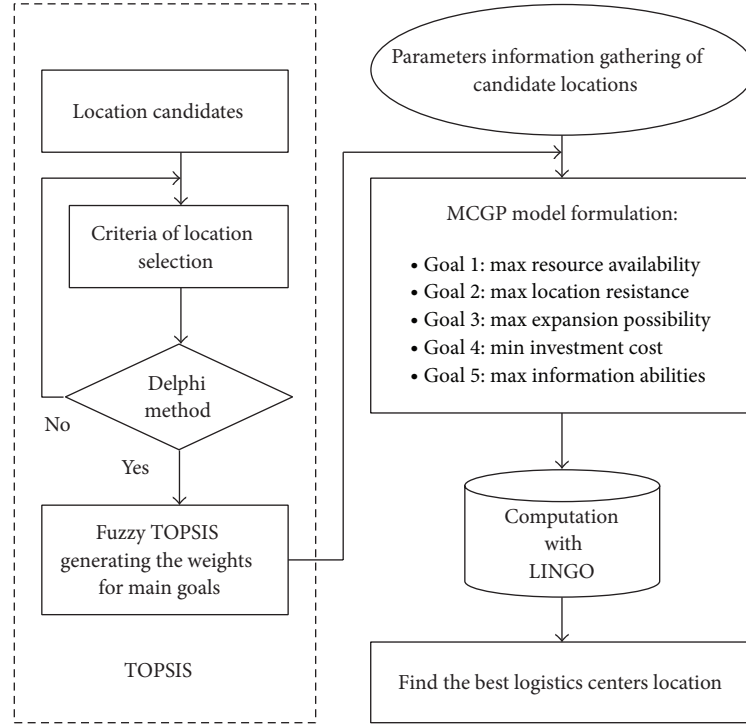 Location candidates
Criteria of location
selection
Delphi
method
No
Yes
Fuzzy TOPSIS
generating the weights
for main goals
TOPSIS
Parameters information gathering of
candidate locations
MCGP model formulation:
• Goal 1: max resource availability
• Goal 2: max location resistance
• Goal 3: max expansion possibility
• Goal 4: min investment cost
• Goal 5: max information abilities
Computation
with
LINGO
Find the best logistics centers location